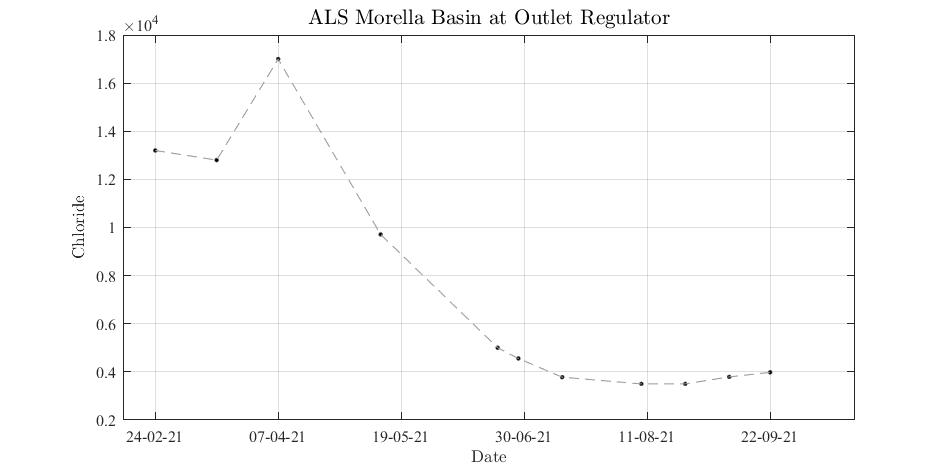 ALS Morella Basin at Outlet Regulator
×10⁴
1.8
1.6
1.4
1.2
1
0.8
0.6
0.4
0.2
Chloride
24-02-21 07-04-21 19-05-21 30-06-21 11-08-21 22-09-21
Date